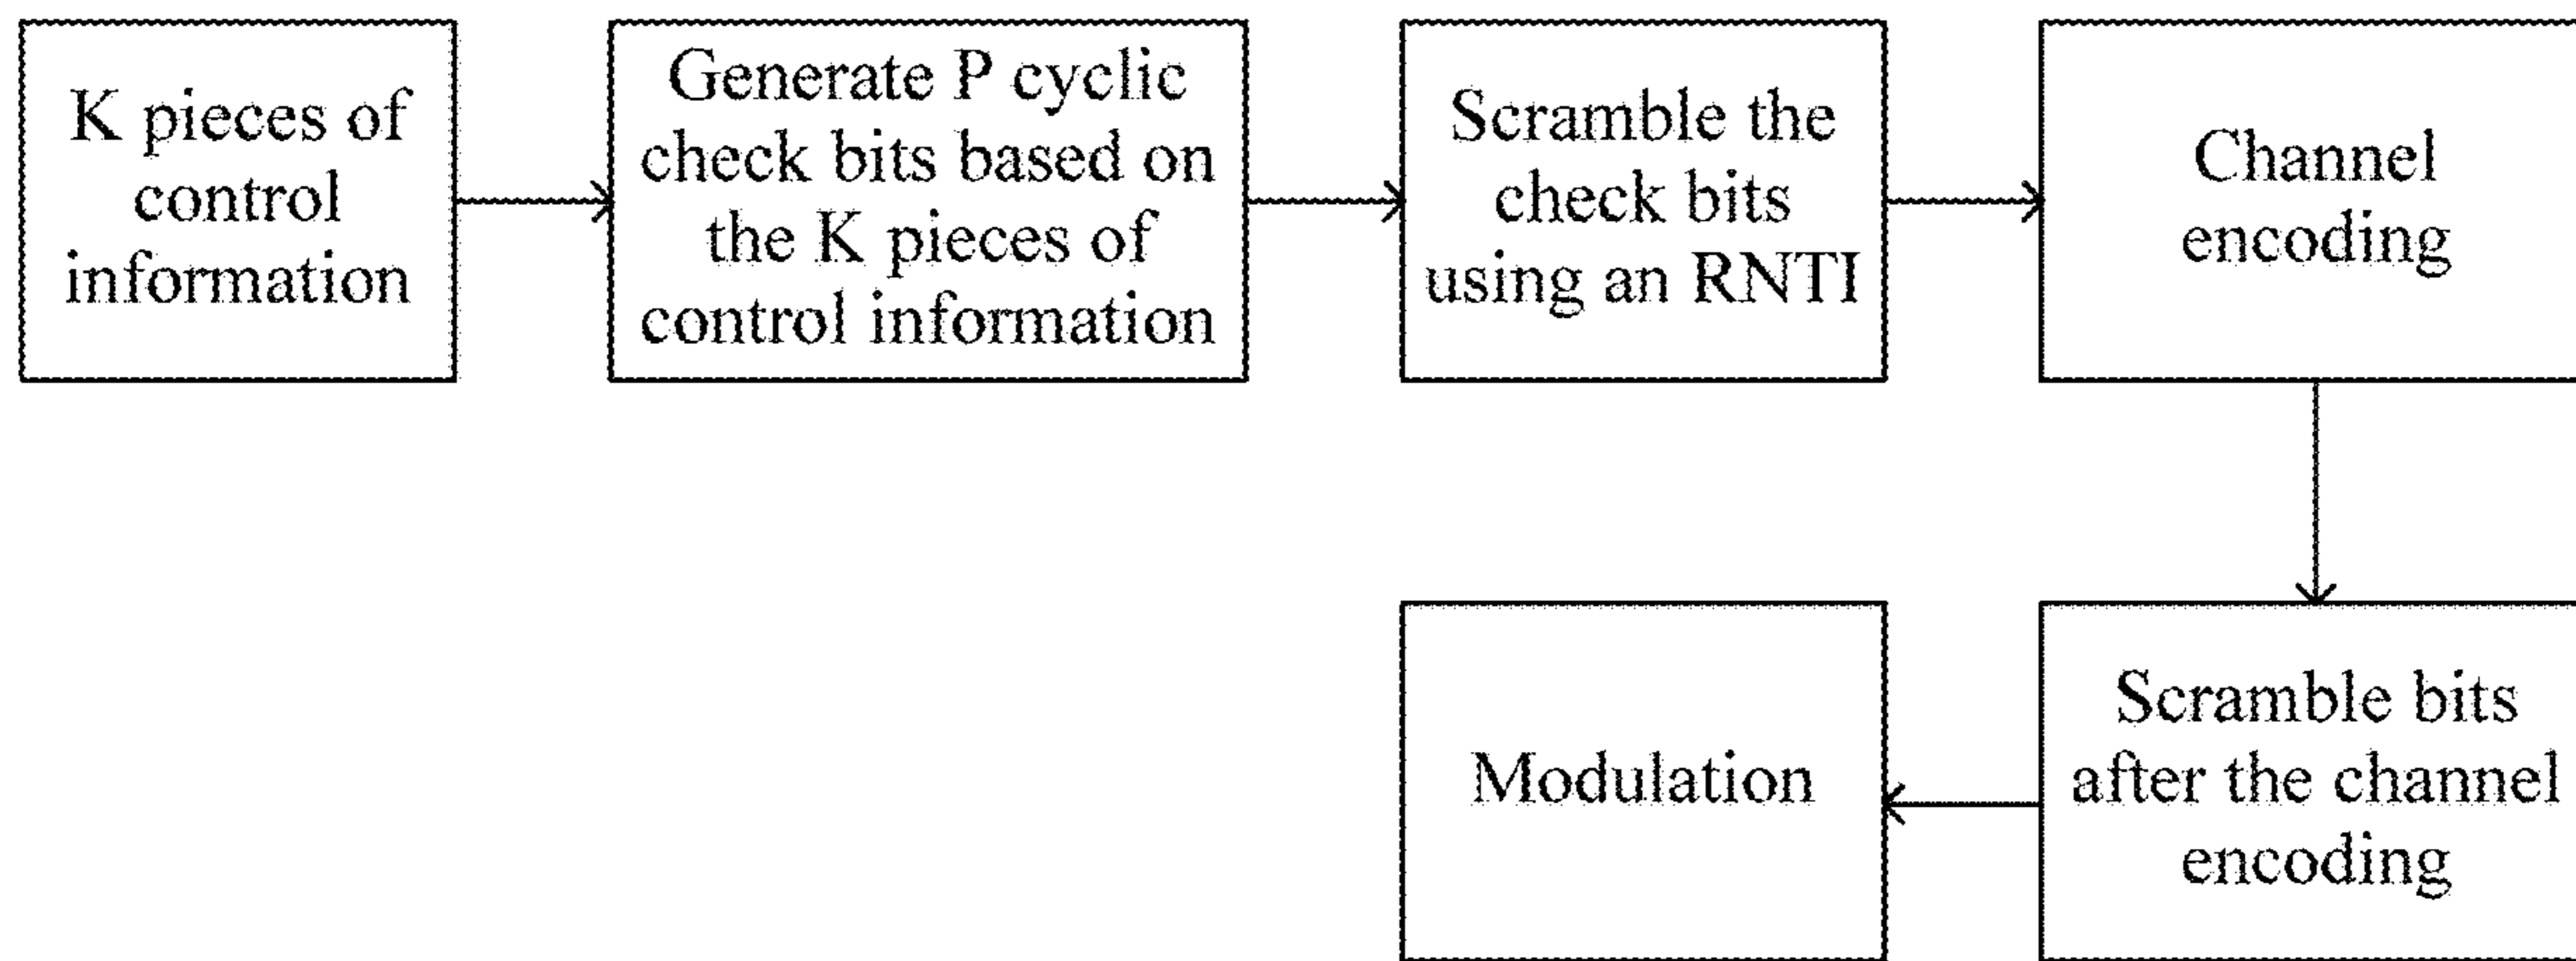 K pieces of
control
information
Generate P cyclic
check bits based on
the K pieces of
control information
Scramble the
check bits
using an RNTI
Channel
encoding
Scramble bits
after the channel
encoding
Modulation